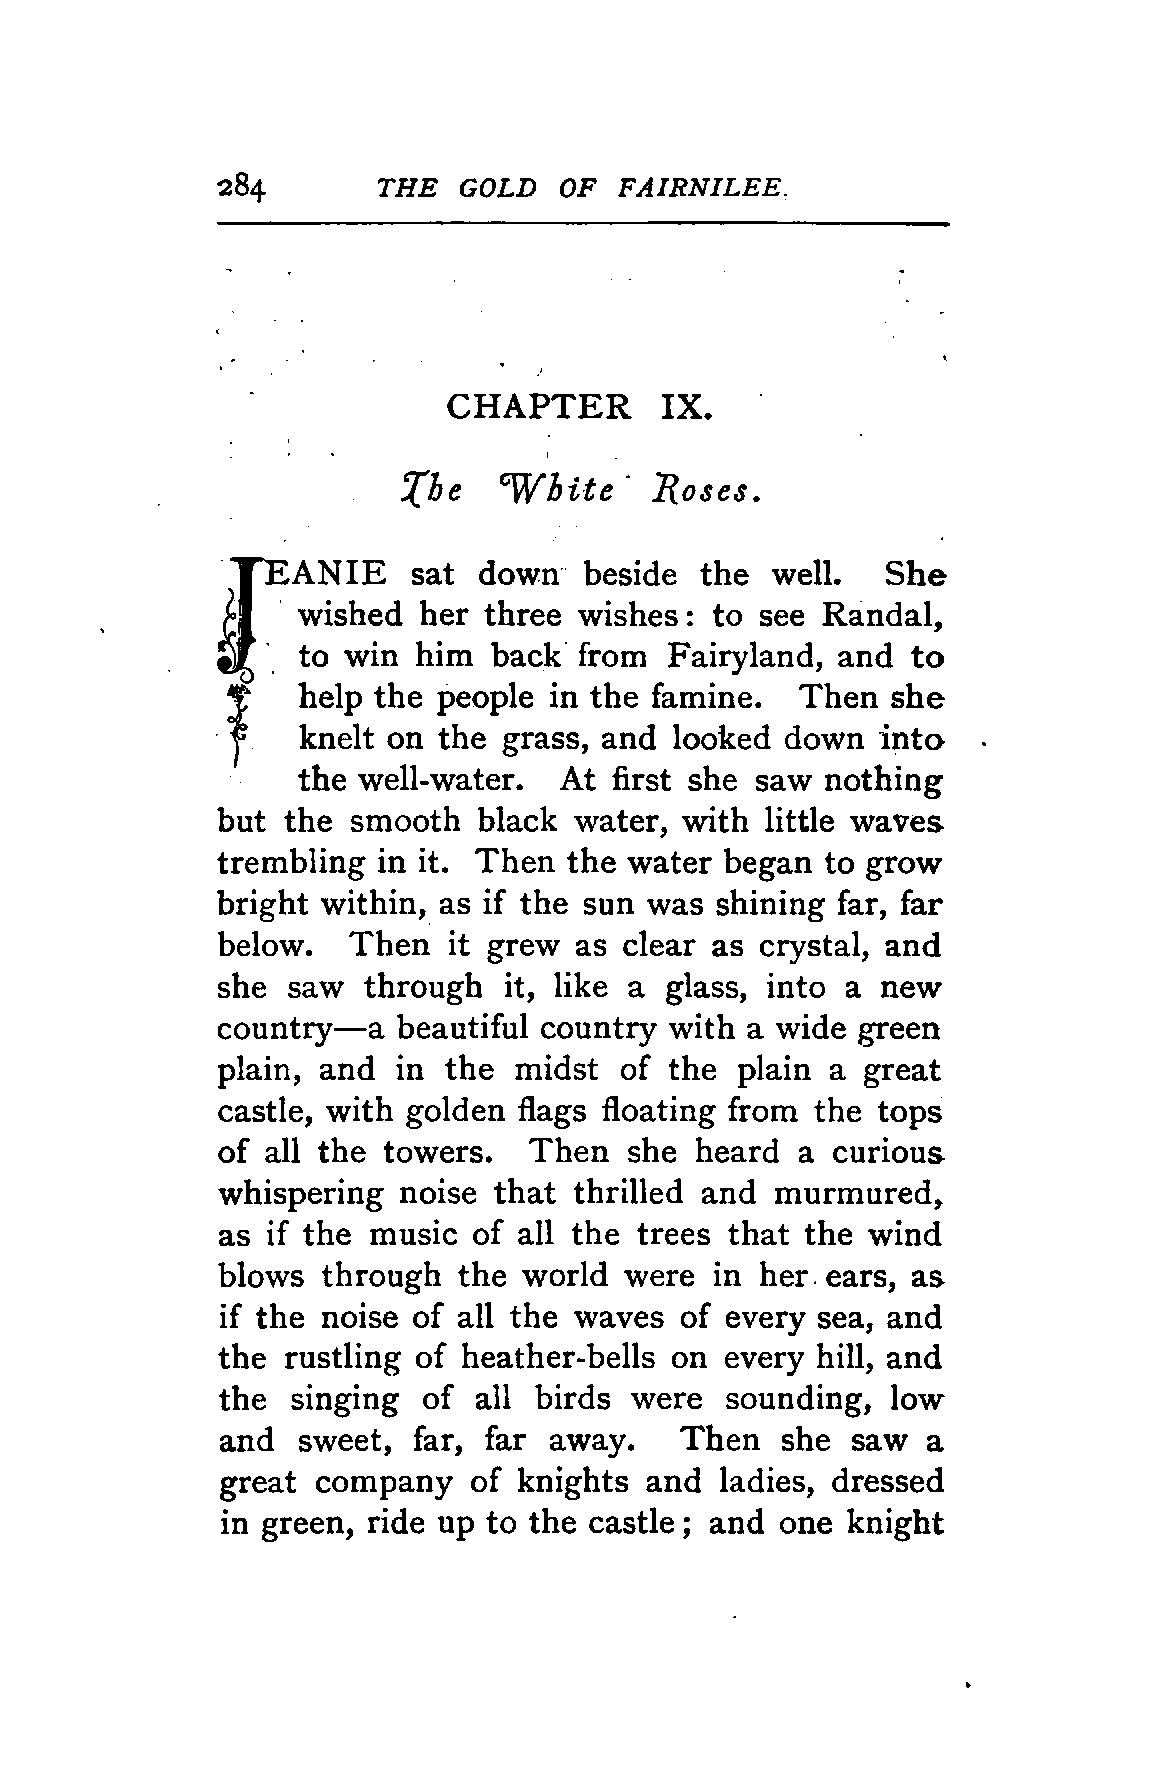 284 THE GOLD OF FAIRNILEE.
CHAPTER IX.
The White Roses.
JEANIE sat down beside the well. She
wished her three wishes: to see Randal,
to win him back from Fairyland, and to
help the people in the famine. Then she
knelt on the grass, and looked down into
the well-water. At first she saw nothing
but the smooth black water, with little waves
trembling in it. Then the water began to grow
bright within, as if the sun was shining far, far
below. Then it grew as clear as crystal, and
she saw through it, like a glass, into a new
country—a beautiful country with a wide green
plain, and in the midst of the plain a great
castle, with golden flags floating from the tops
of all the towers. Then she heard a curious
whispering noise that thrilled and murmured,
as if the music of all the trees that the wind
blows through the world were in her ears, as
if the noise of all the waves of every sea, and
the rustling of heather-bells on every hill, and
the singing of all birds were sounding, low
and sweet, far, far away. Then she saw a
great company of knights and ladies, dressed
in green, ride up to the castle; and one knight